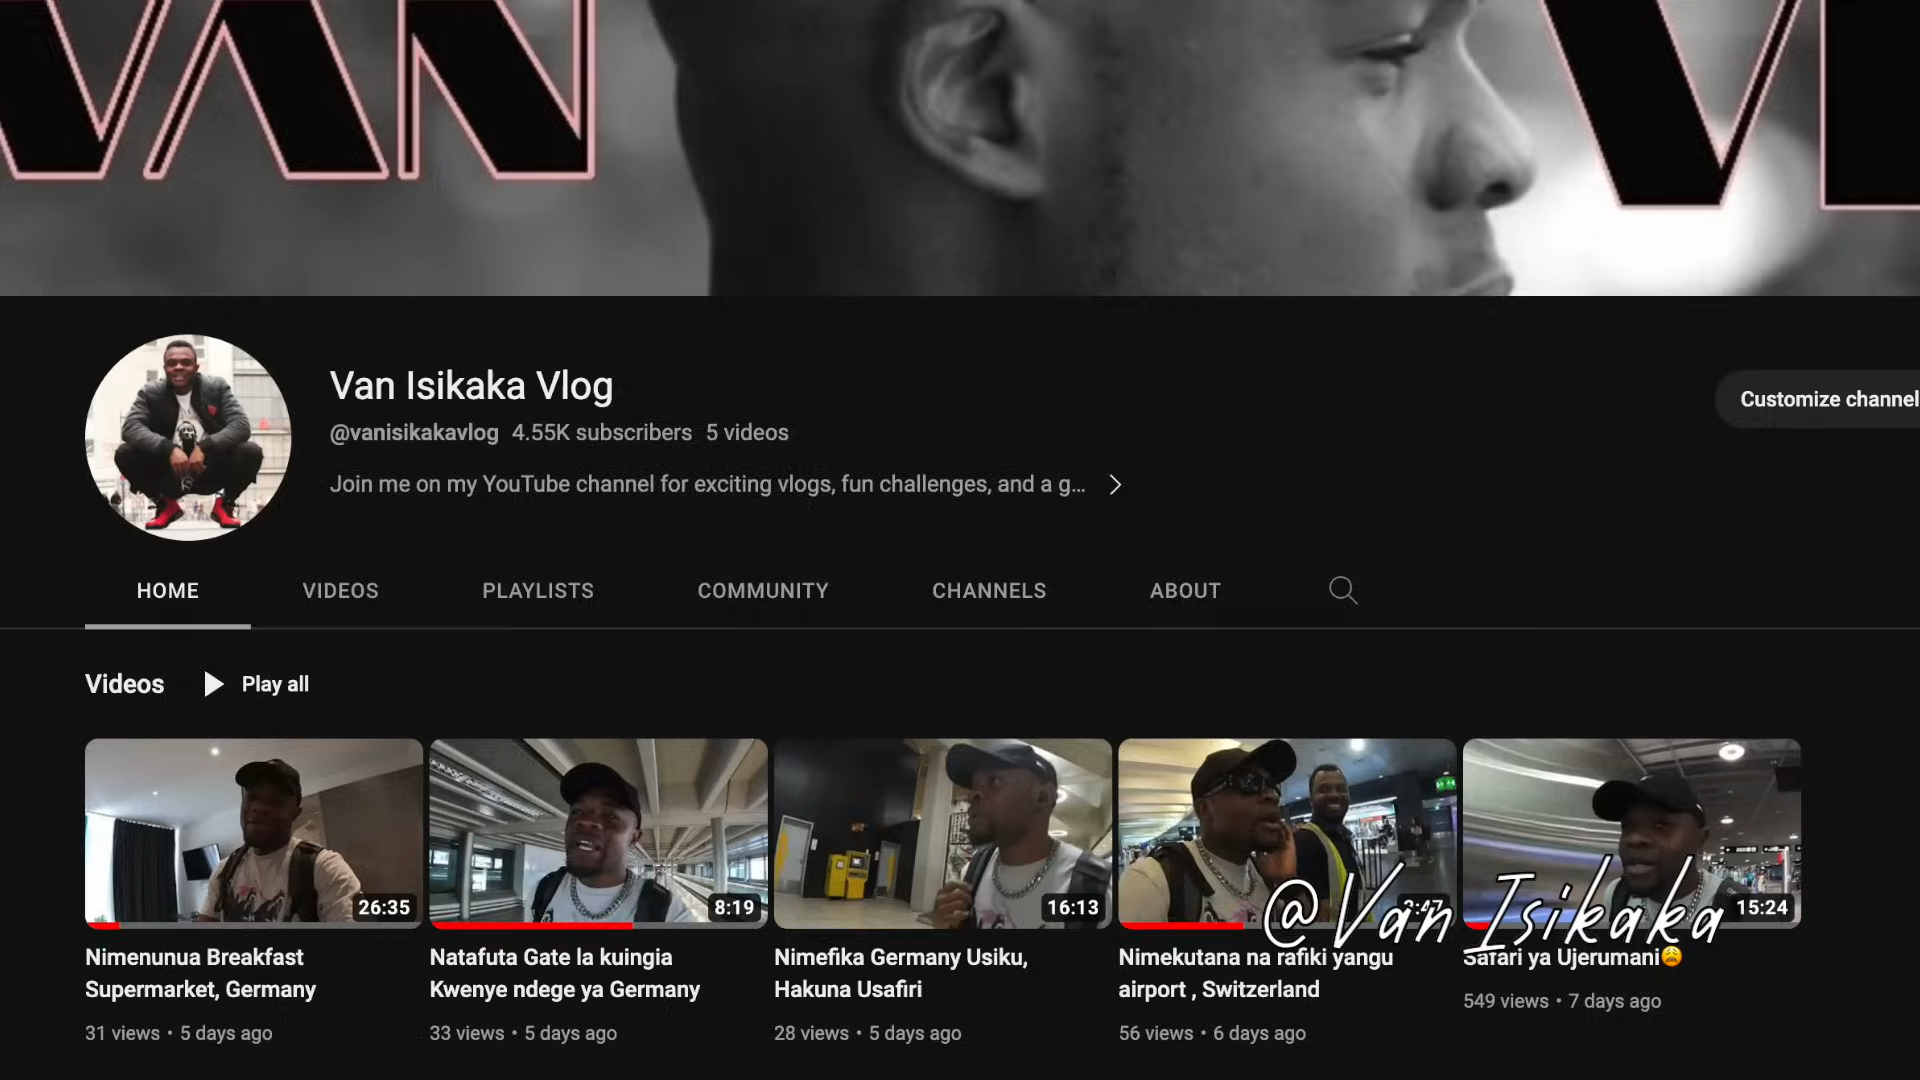 VAN
Van Isikaka Vlog
Customize channel
@vanisikakavlog 4.55K subscribers 5 videos
Join me on my YouTube channel for exciting vlogs, fun challenges, and a g...
HOME VIDEOS PLAYLISTS COMMUNITY CHANNELS ABOUT
Videos Play all
26:35 8:19 16:13 15:24
@Van Isikaka
Nimenunua Breakfast
Supermarket, Germany
31 views • 5 days ago
Natafuta Gate la kuingia
Kwenye ndege ya Germany
33 views • 5 days ago
Nimefika Germany Usiku,
Hakuna Usafiri
28 views • 5 days ago
Nimekutana na rafiki yangu
airport , Switzerland
56 views • 6 days ago
Safari ya Ujerumani😩
549 views • 7 days ago